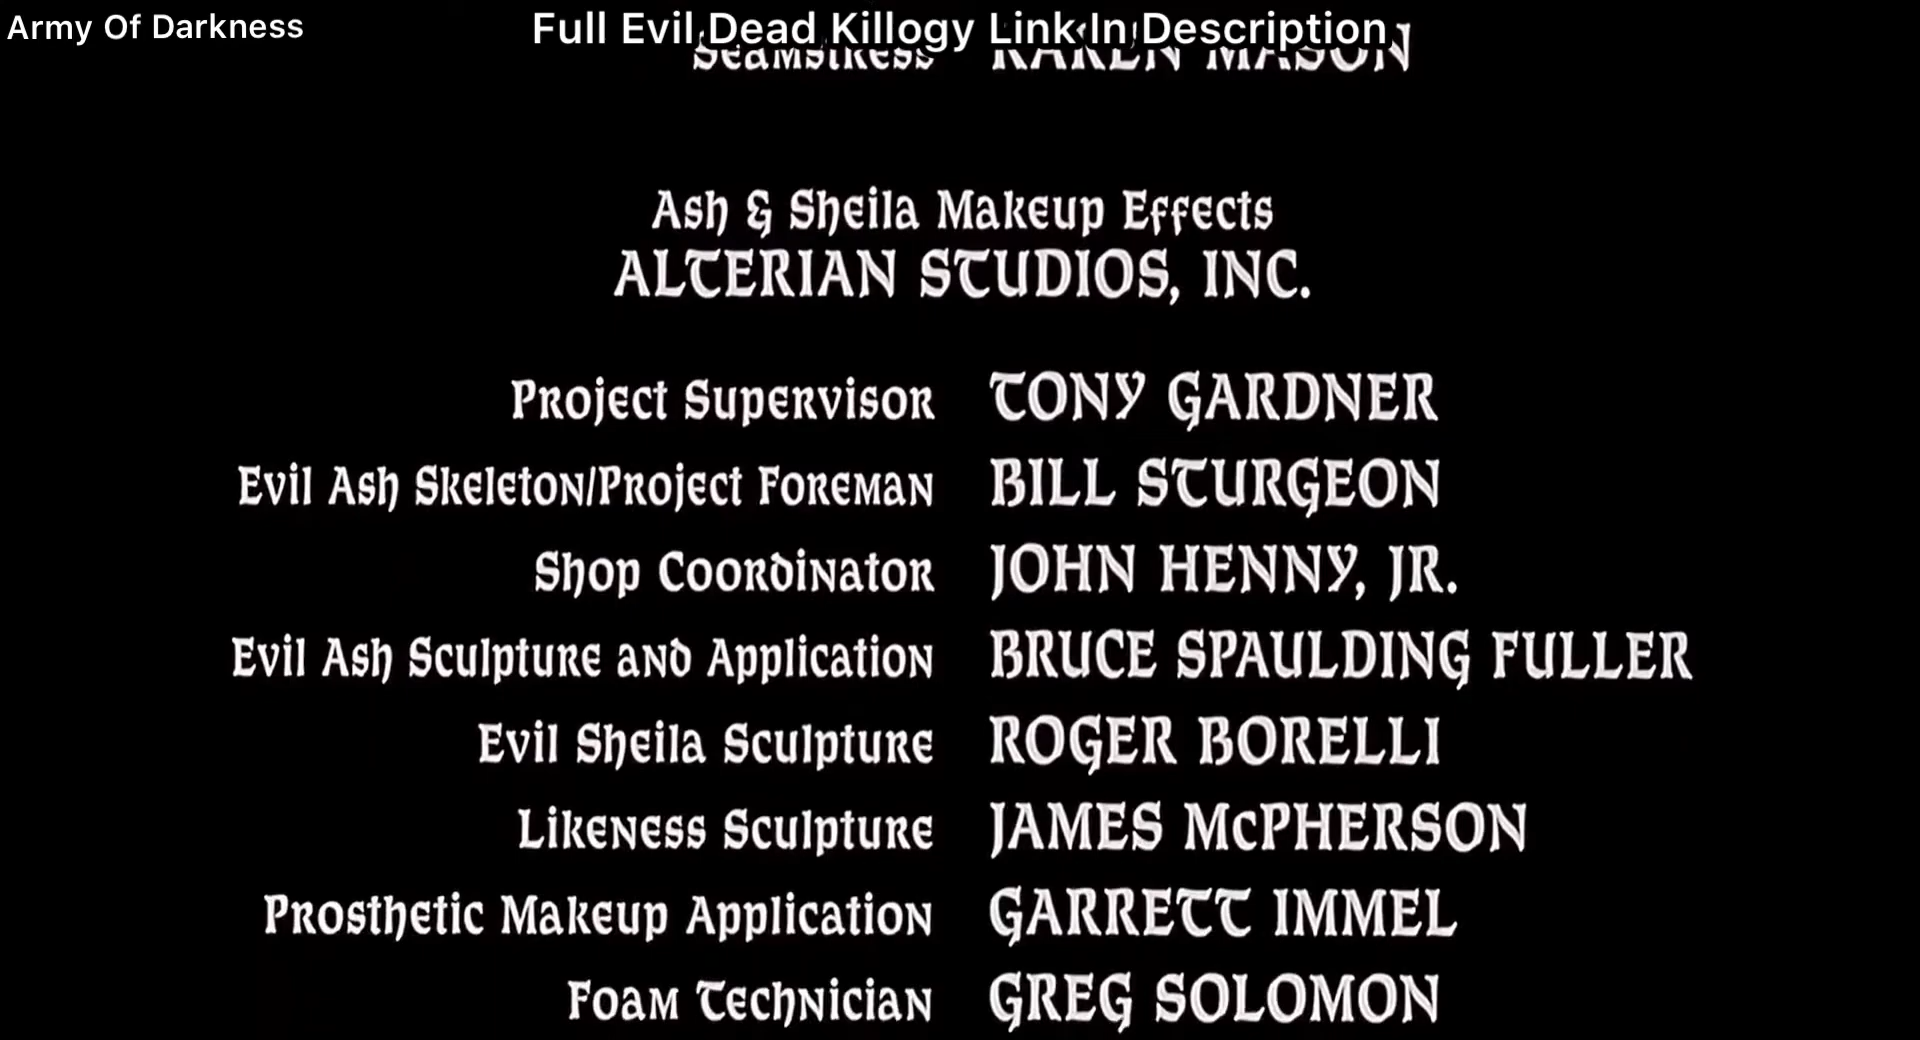 Army Of Darkness
Full Evil Dead Killogy Link In Description
Seamstress KAREN MASON
Ash & Sheila Makeup Effects
ALTERIAN STUDIOS, INC.
Project Supervisor TONY GARDNER
Evil Ash Skeleton/Project Foreman BILL STURGEON
Shop Coordinator JOHN HENNY, JR.
Evil Ash Sculpture and Application BRUCE SPAULDING FULLER
Evil Sheila Sculpture ROGER BORELLI
Likeness Sculpture JAMES McPHERSON
Prosthetic Makeup Application GARRETT IMMEL
Foam Technician GREG SOLOMON